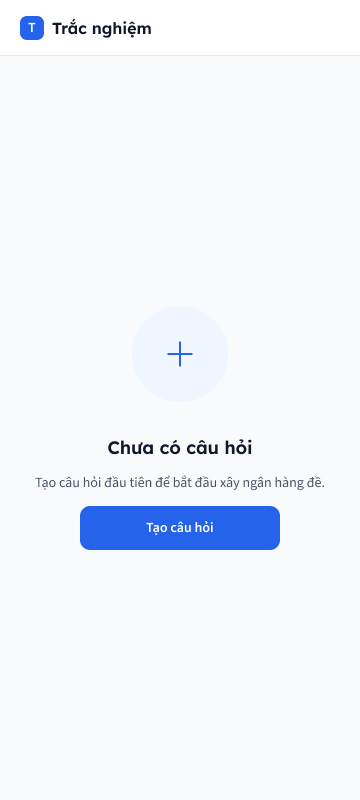 T Trắc nghiệm
Chưa có câu hỏi
Tạo câu hỏi đầu tiên để bắt đầu xây ngân hàng đề.
Tạo câu hỏi